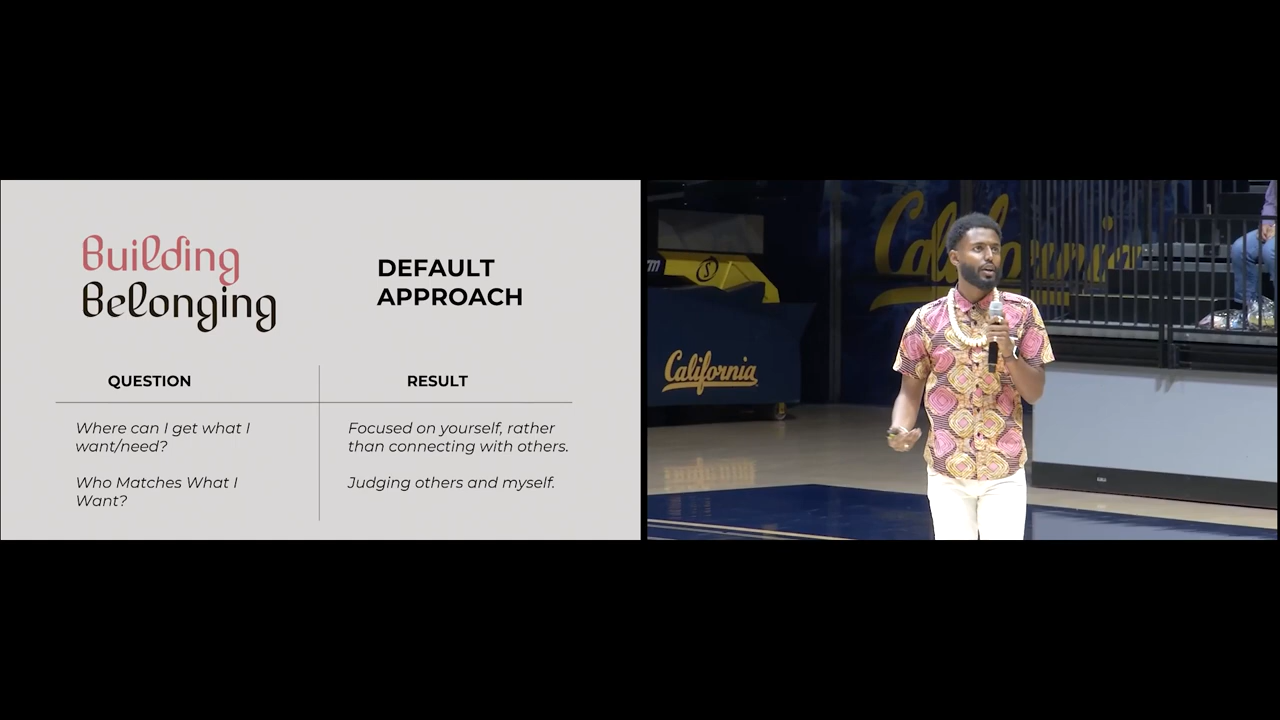 Building
Belonging
DEFAULT
APPROACH
QUESTION
RESULT
Where can I get what I
want/need?
Focused on yourself, rather
than connecting with others.
Who Matches What I
Want?
Judging others and myself.
California
California